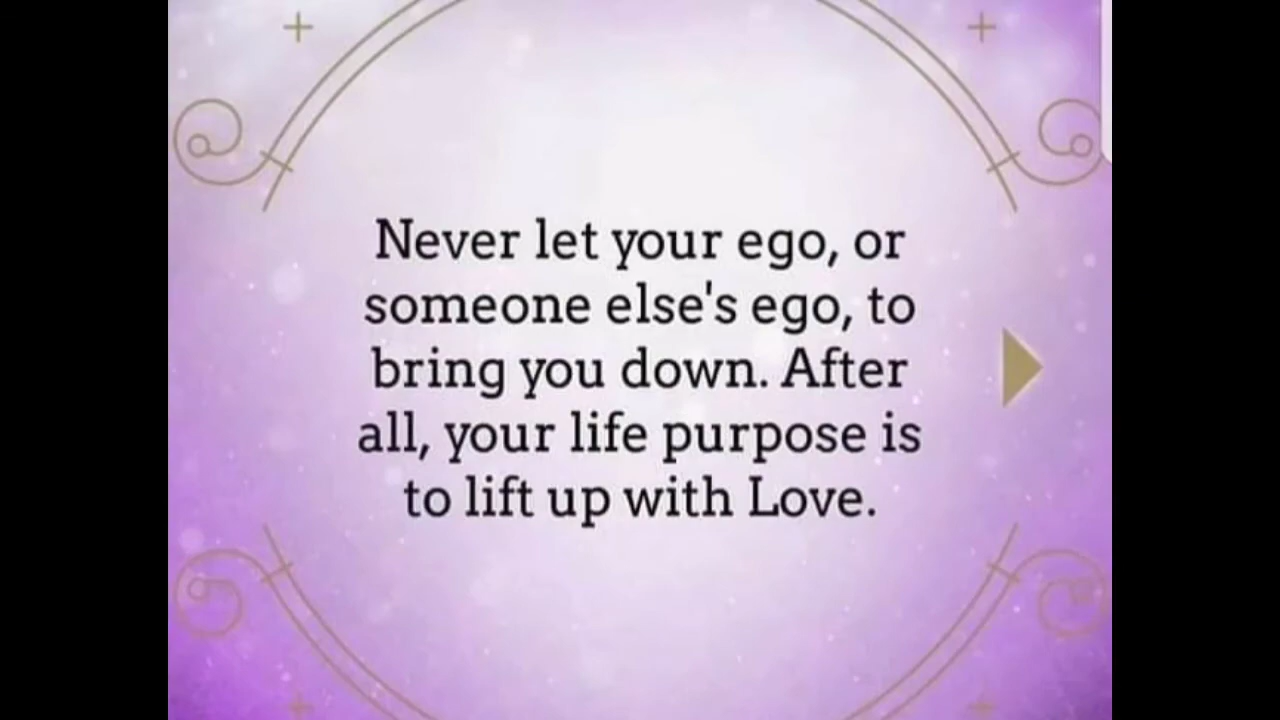 Never let your ego, or
someone else's ego, to
bring you down. After
all, your life purpose is
to lift up with Love.